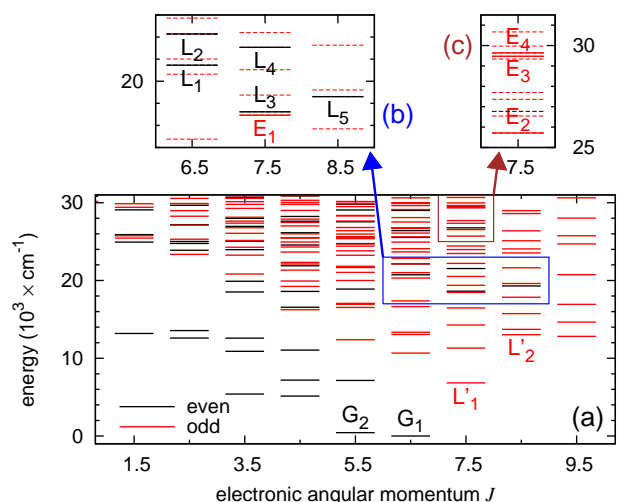 (c)
L₂
L₁
L₄
L₃
E₁
L₅
20
6.5 7.5 8.5
(b)
E₄
E₃
E₂
30
25
7.5
energy (10³ × cm⁻¹)
30
20
10
0
even
odd
G₂
G₁
L'₁
L'₂
(a)
1.5 3.5 5.5 6.5 7.5 9.5
electronic angular momentum J